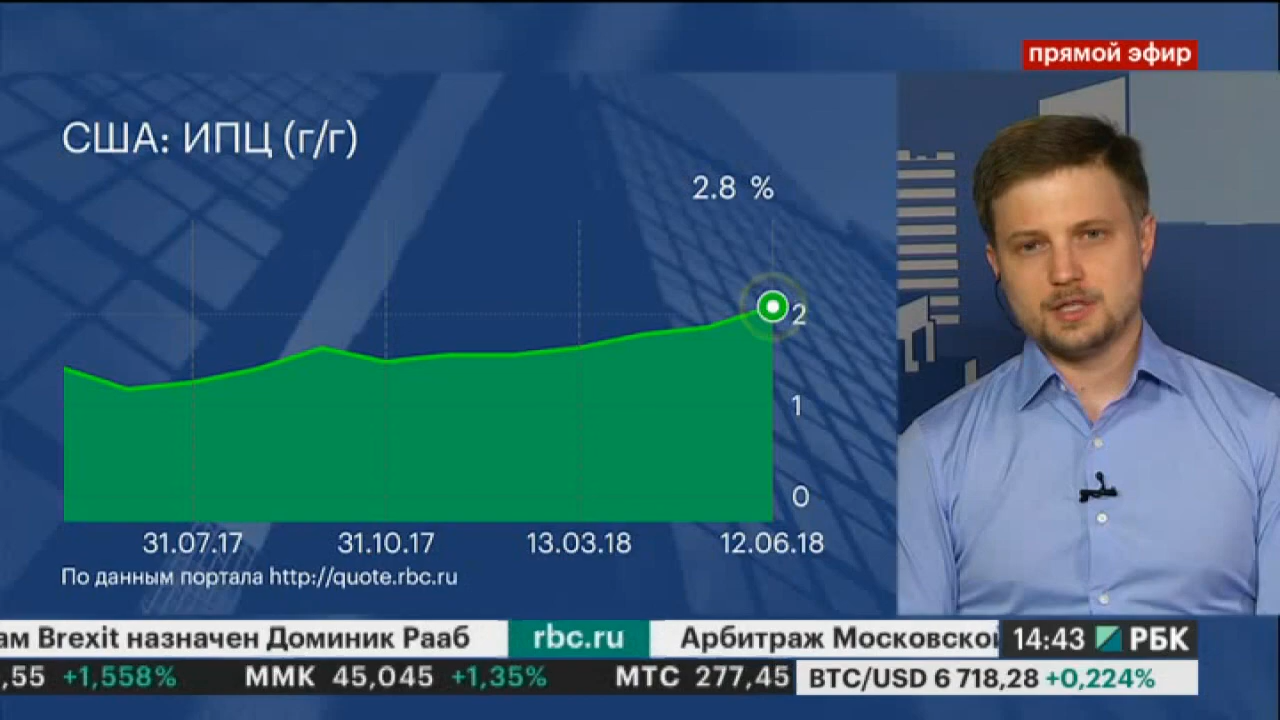 прямой эфир
США: ИПЦ (г/г)
2.8 %
2
1
0
31.07.17 31.10.17 13.03.18 12.06.18
По данным портала http://quote.rbc.ru
ам Brexit назначен Доминик Рааб rbc.ru Арбитраж Московско 14:43 РБК
,55 +1,558% ММК 45,045 +1,35% МТС 277,45 BTC/USD 6 718,28 +0,224%